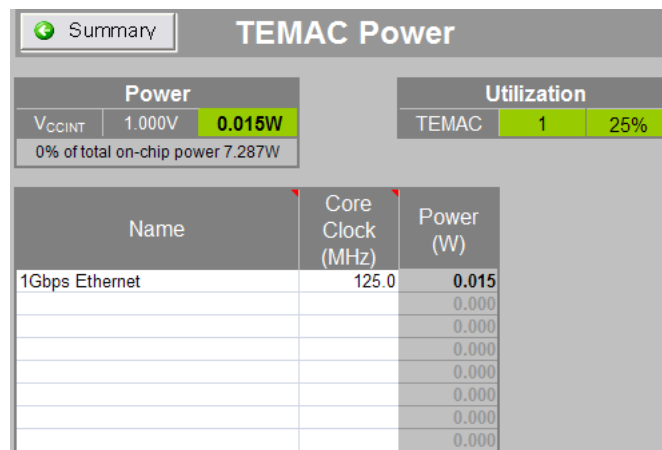 Summary TEMAC Power
Power Utilization
VCCINT 1.000V 0.015W TEMAC 1 25%
0% of total on-chip power 7.287W
Name Core Clock (MHz) Power (W)
1Gbps Ethernet 125.0 0.015
0.000
0.000
0.000
0.000
0.000
0.000
0.000